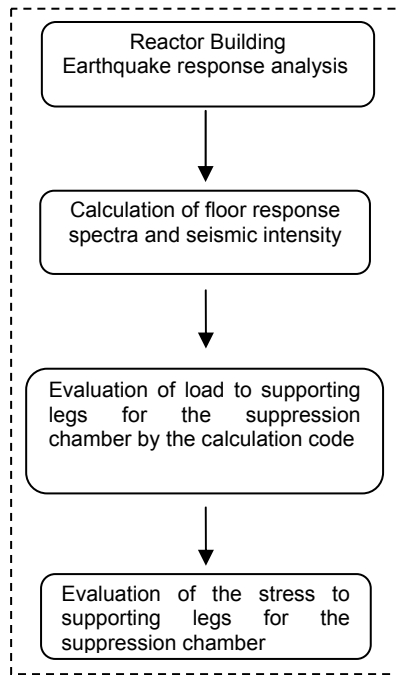 Reactor Building
Earthquake response analysis
Calculation of floor response
spectra and seismic intensity
Evaluation of load to supporting
legs for the suppression
chamber by the calculation code
Evaluation of the stress to
supporting legs for the
suppression chamber